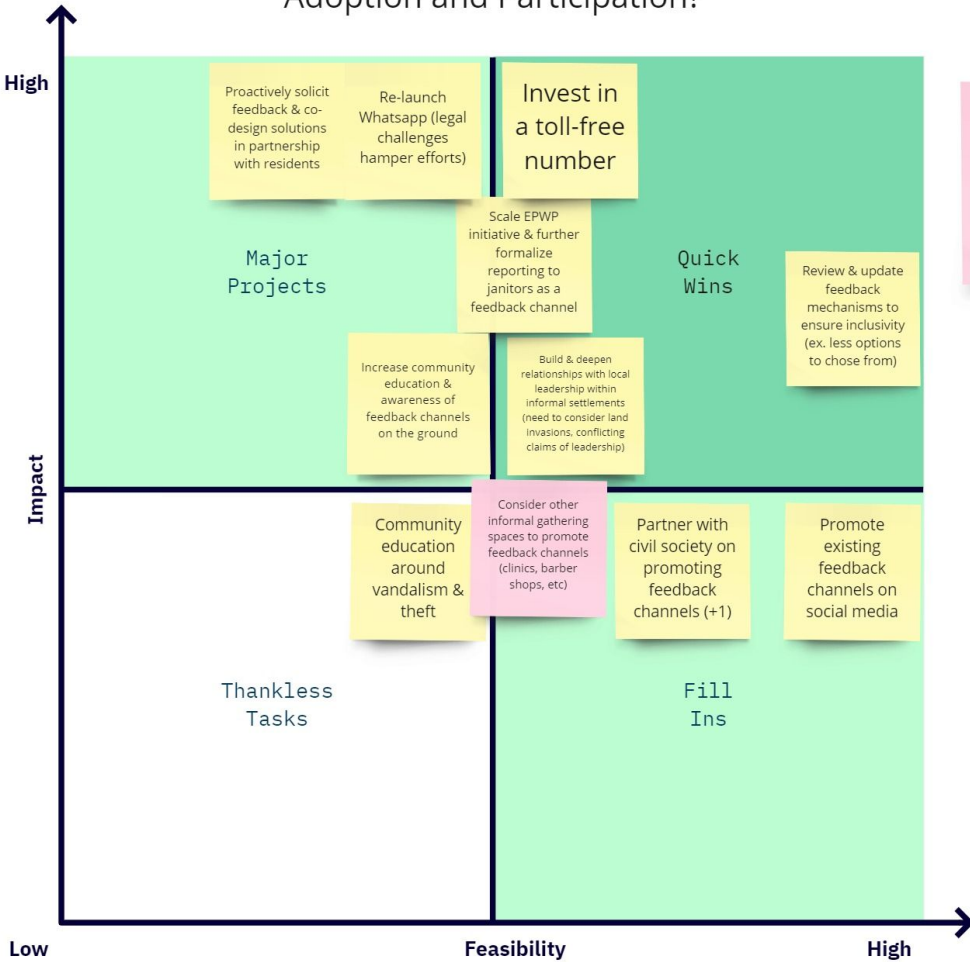 Adoption and Participation?
High
Proactively solicit
feedback & co-
design solutions
in partnership
with residents
Re-launch
Whatsapp (legal
challenges
hamper efforts)
Invest in
a toll-free
number
Scale EPWP
initiative & further
formalize
reporting to
janitors as a
feedback channel
Major
Projects
Quick
Wins
Review & update
feedback
mechanisms to
ensure inclusivity
(ex. less options
to chose from)
Increase community
education &
awareness of
feedback channels
on the ground
Build & deepen
relationships with local
leadership within
informal settlements
(need to consider land
invasions, conflicting
claims of leadership)
Impact
Community
education
around
vandalism &
theft
Consider other
informal gathering
spaces to promote
feedback channels
(clinics, barber
shops, etc)
Partner with
civil society on
promoting
feedback
channels (+1)
Promote
existing
feedback
channels on
social media
Thankless
Tasks
Fill
Ins
Low
Feasibility
High